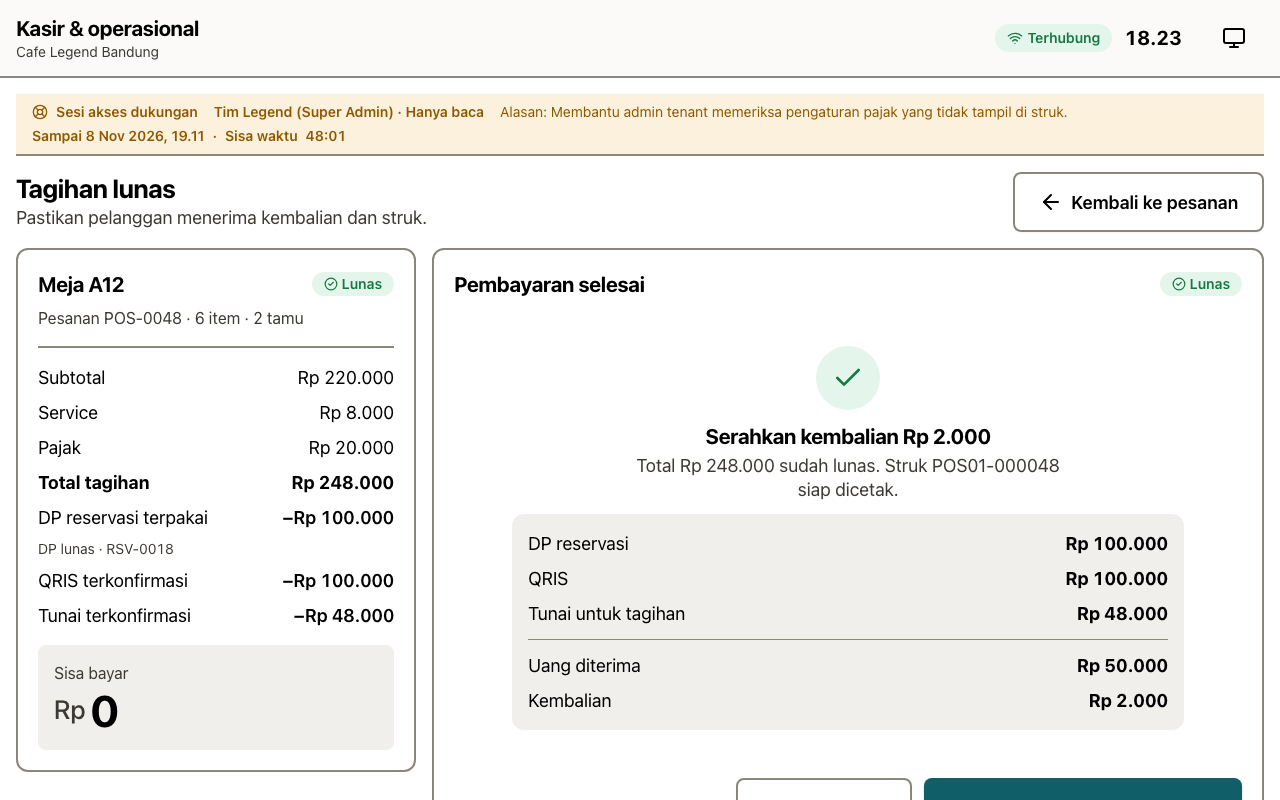 Kasir & operasional
Cafe Legend Bandung
Terhubung
18.23
Sesi akses dukungan Tim Legend (Super Admin) · Hanya baca Alasan: Membantu admin tenant memeriksa pengaturan pajak yang tidak tampil di struk.
Sampai 8 Nov 2026, 19.11 · Sisa waktu 48:01
Tagihan lunas
Pastikan pelanggan menerima kembalian dan struk.
Kembali ke pesanan
Meja A12 Lunas
Pesanan POS-0048 · 6 item · 2 tamu
Subtotal Rp 220.000
Service Rp 8.000
Pajak Rp 20.000
Total tagihan Rp 248.000
DP reservasi terpakai −Rp 100.000
DP lunas · RSV-0018
QRIS terkonfirmasi −Rp 100.000
Tunai terkonfirmasi −Rp 48.000
Sisa bayar
Rp 0
Pembayaran selesai Lunas
Serahkan kembalian Rp 2.000
Total Rp 248.000 sudah lunas. Struk POS01-000048
siap dicetak.
DP reservasi Rp 100.000
QRIS Rp 100.000
Tunai untuk tagihan Rp 48.000
Uang diterima Rp 50.000
Kembalian Rp 2.000